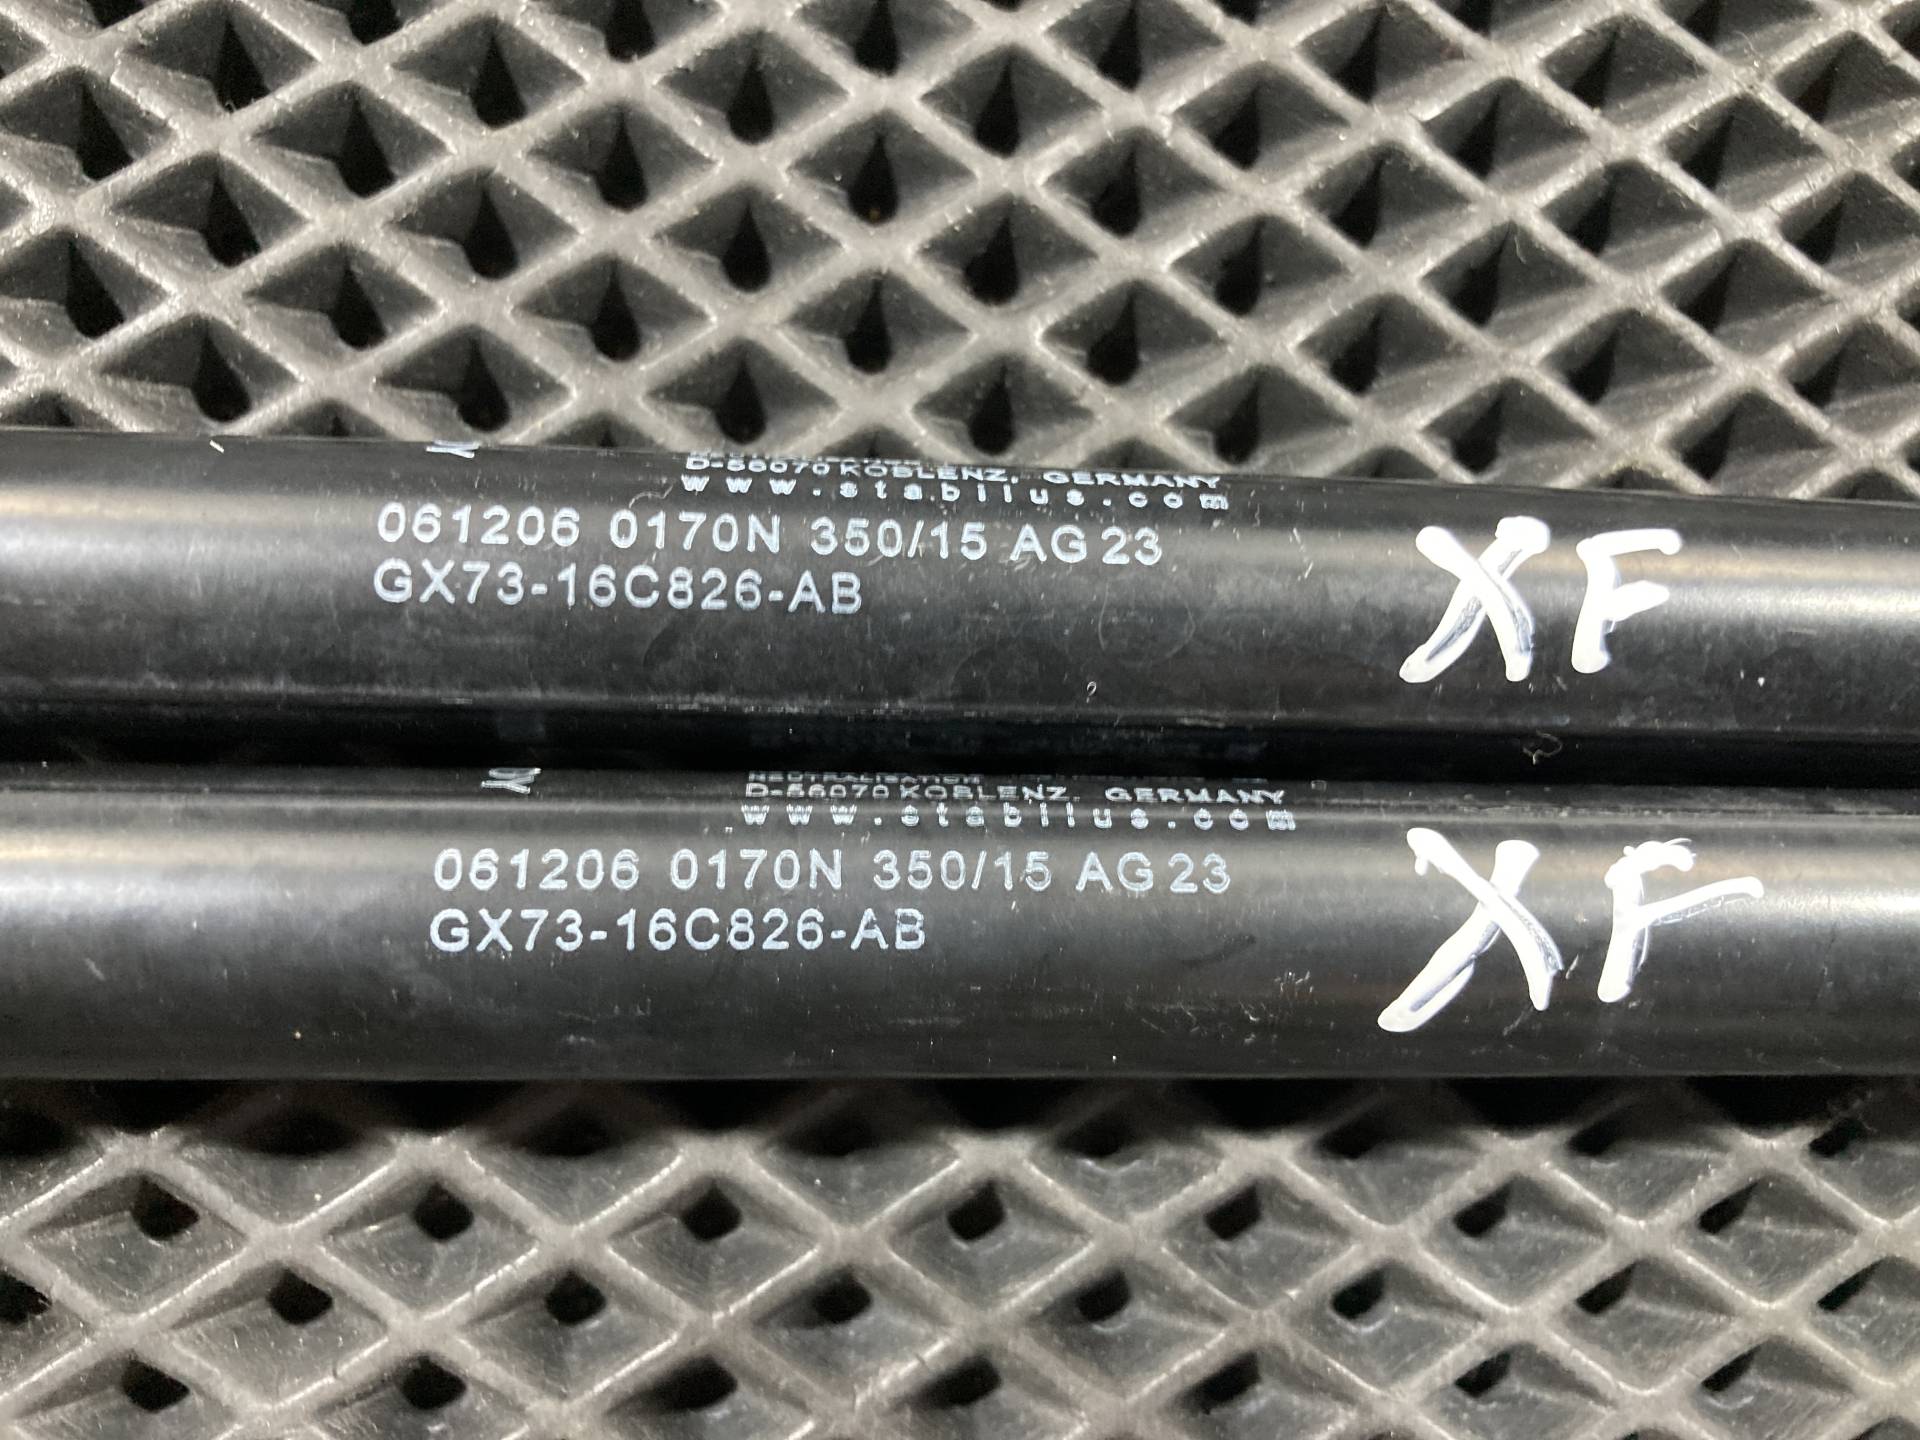 D-56070 KOBLENZ, GERMANY
www.stabilus.com
061206 0170N 350/15 AG 23
GX73-16C826-AB
XF
NEUTRALISATION
D-56070 KOBLENZ, GERMANY
www.stabilus.com
061206 0170N 350/15 AG 23
GX73-16C826-AB
XF